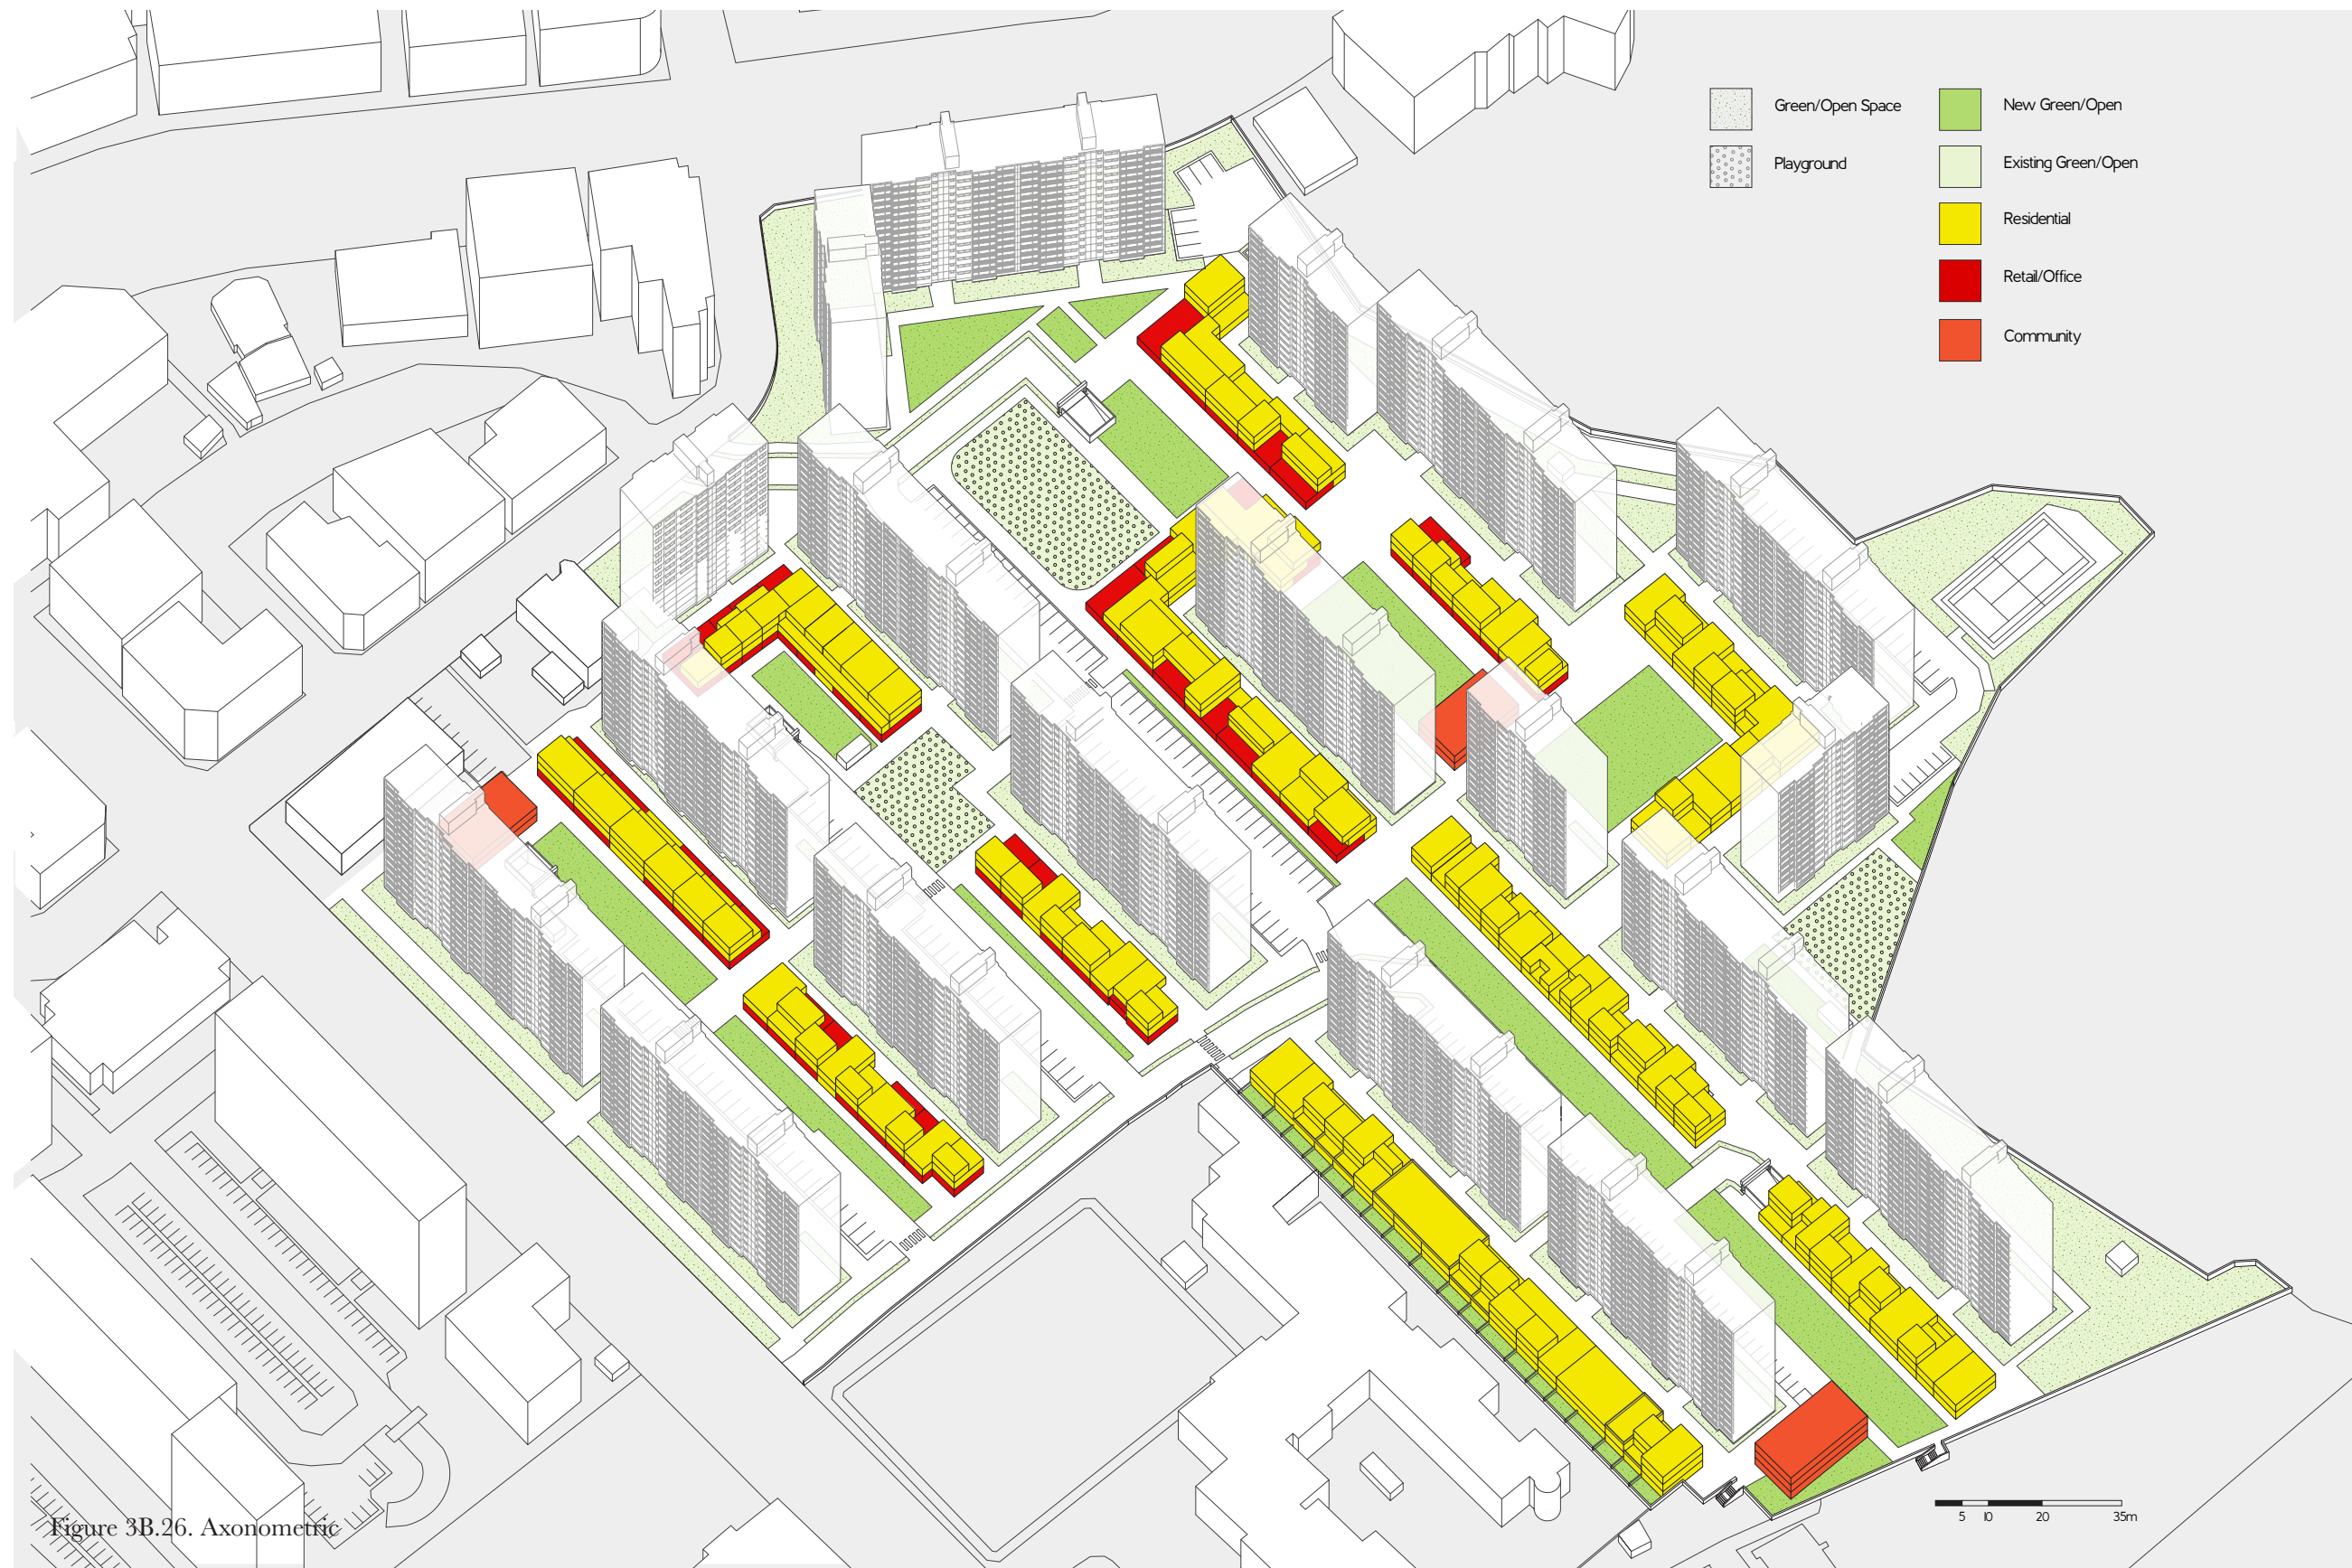 Green/Open Space
Playground
New Green/Open
Existing Green/Open
Residential
Retail/Office
Community
5 10 20 35m
Figure 3B.26. Axonometric